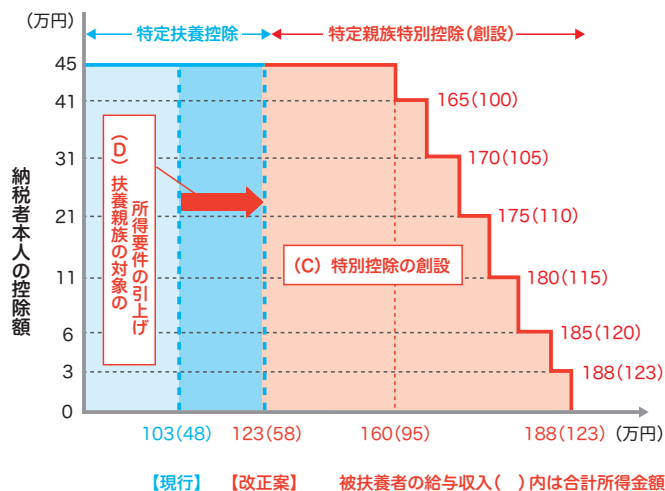 (万円)
特定扶養控除
特定親族特別控除(創設)
45
41
31
21
11
6
3
0
納税者本人の控除額
(D)扶養親族の対象の
所得要件の引上げ
(C)特別控除の創設
165(100)
170(105)
175(110)
180(115)
185(120)
188(123)
103(48)
123(58)
160(95)
188(123)
(万円)
【現行】
【改正案】
被扶養者の給与収入( )内は合計所得金額